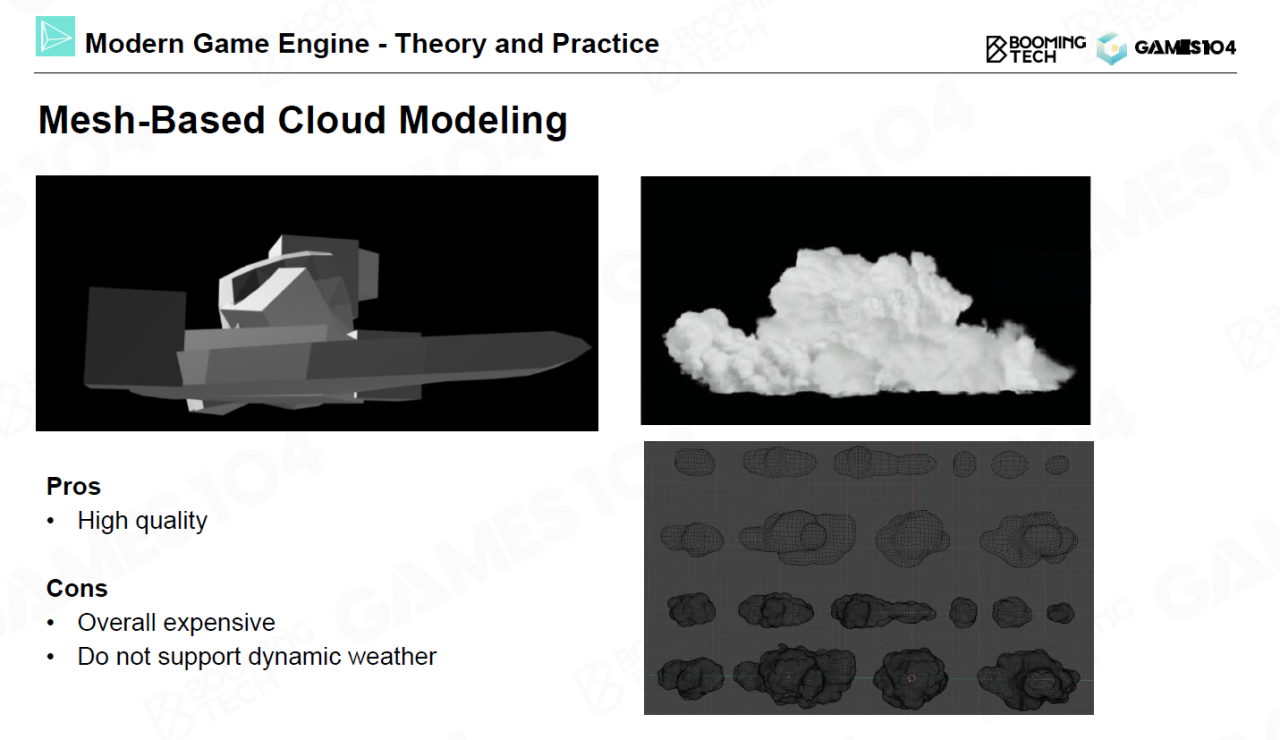 Modern Game Engine - Theory and Practice
BOOMING
TECH
GAMES104
Mesh-Based Cloud Modeling
Pros
• High quality
Cons
• Overall expensive
• Do not support dynamic weather